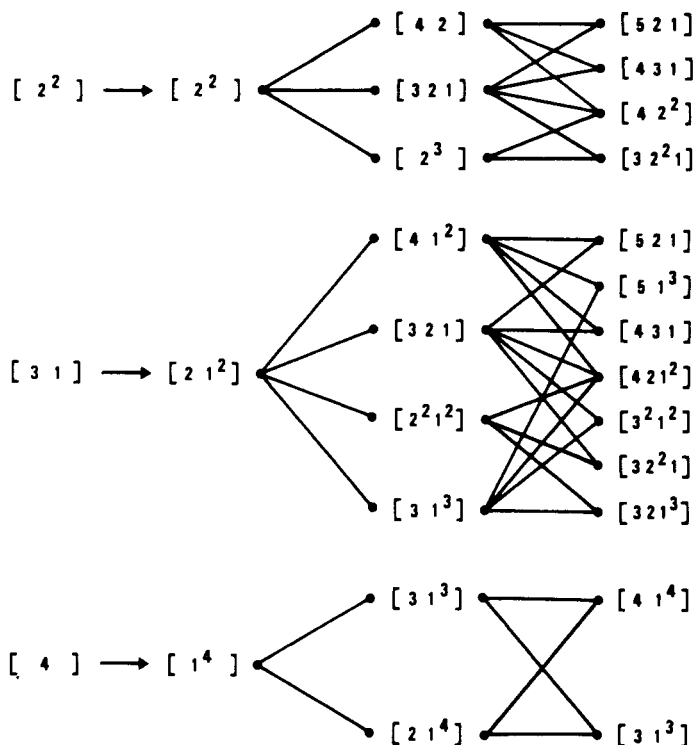 [ 4 2 ] [ 5 2 1 ]
[ 4 3 1 ]
[ 2² ] → [ 2² ] [ 3 2 1 ]
[ 4 2² ]
[ 2³ ] [ 3 2² 1 ]
[ 4 1² ] [ 5 2 1 ]
[ 5 1³ ]
[ 3 2 1 ] [ 4 3 1 ]
[ 3 1 ] → [ 2 1² ] [ 4 2 1² ]
[ 2² 1² ] [ 3² 1² ]
[ 3 2² 1 ]
[ 3 1³ ] [ 3 2 1³ ]
[ 3 1³ ] [ 4 1⁴ ]
[ 4 ] → [ 1⁴ ]
[ 2 1⁴ ] [ 3 1³ ]